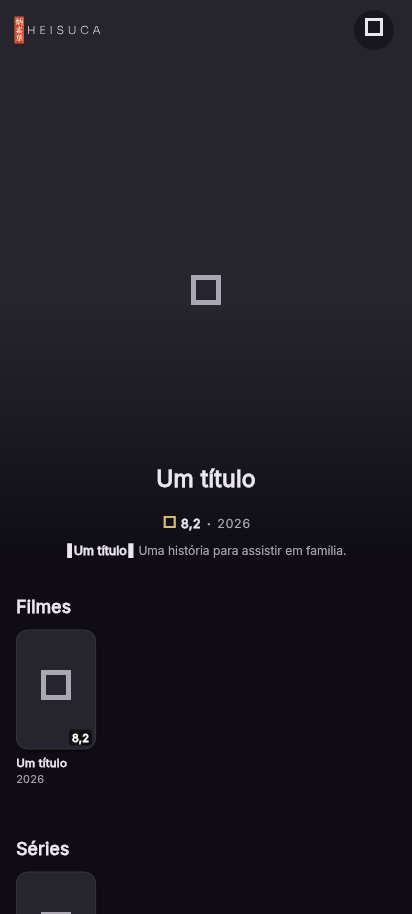 HEISUCA
Um título
8,2 · 2026
Um título Uma história para assistir em família.
Filmes
8,2
Um título
2026
Séries